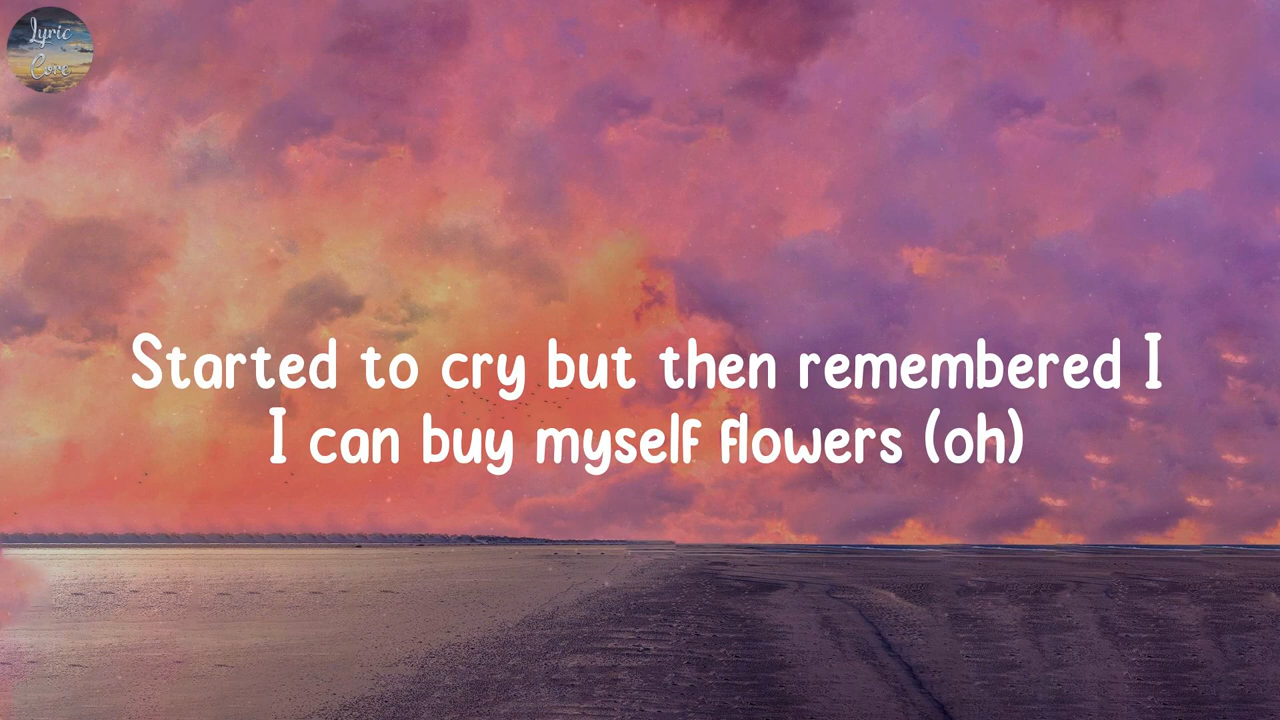 Lyric
Core
Started to cry but then remembered I
I can buy myself flowers (oh)